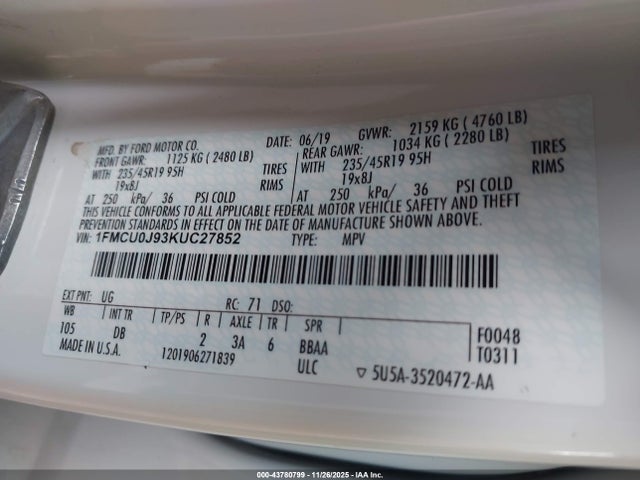 MFD. BY FORD MOTOR CO.
DATE: 06/19 GVWR: 2159 KG ( 4760 LB)
FRONT GAWR: 1125 KG ( 2480 LB)
REAR GAWR: 1034 KG ( 2280 LB)
WITH 235/45R19 95H TIRES
WITH 235/45R19 95H TIRES
19x8J RIMS
19x8J RIMS
AT 250 kPa/ 36 PSI COLD
AT 250 kPa/ 36 PSI COLD
THIS VEHICLE CONFORMS TO ALL APPLICABLE FEDERAL MOTOR VEHICLE SAFETY AND THEFT
PREVENTION STANDARDS IN EFFECT ON THE DATE OF MANUFACTURE SHOWN ABOVE.
VIN: 1FMCU0J93KUC27852 TYPE: MPV
EXT PNT: UG RC: 71 DSO:
WB INT TR TP/PS R AXLE TR SPR
105 DB 2 3A 6 BBAA
F0048
T0311
MADE IN U.S.A. 1201906271839 ULC
▽ 5U5A-3520472-AA
000-43780799 - 11/26/2025 - IAA Inc.